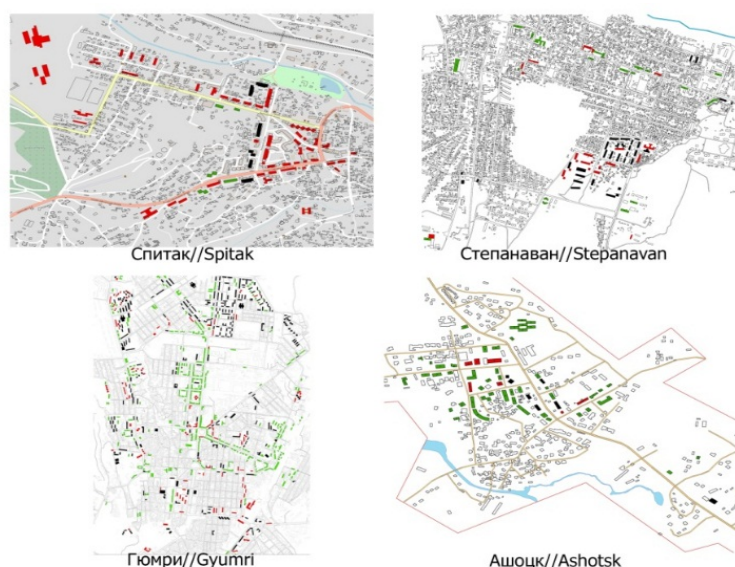 Спитак//Spitak
Степанаван//Stepanavan
Гюмри//Gyumri
Ашоцк//Ashotsk